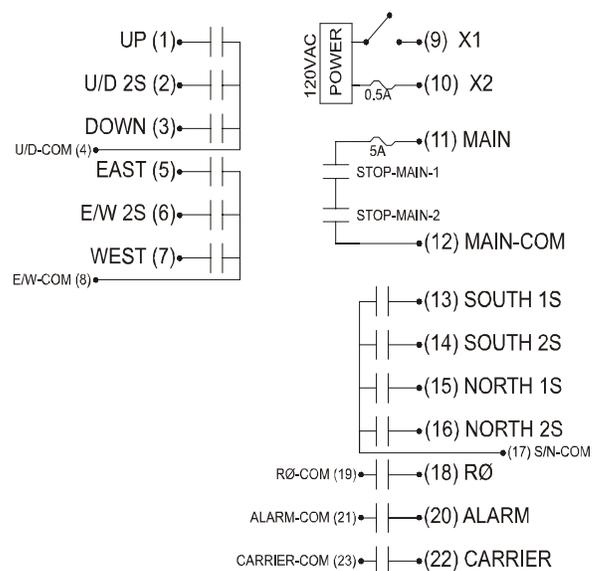 UP (1)
U/D 2S (2)
DOWN (3)
U/D-COM (4)
EAST (5)
E/W 2S (6)
WEST (7)
E/W-COM (8)
120VAC
POWER
(9) X1
0.5A
(10) X2
5A
(11) MAIN
STOP-MAIN-1
STOP-MAIN-2
(12) MAIN-COM
(13) SOUTH 1S
(14) SOUTH 2S
(15) NORTH 1S
(16) NORTH 2S
(17) S/N-COM
RØ-COM (19) (18) RØ
ALARM-COM (21) (20) ALARM
CARRIER-COM (23) (22) CARRIER